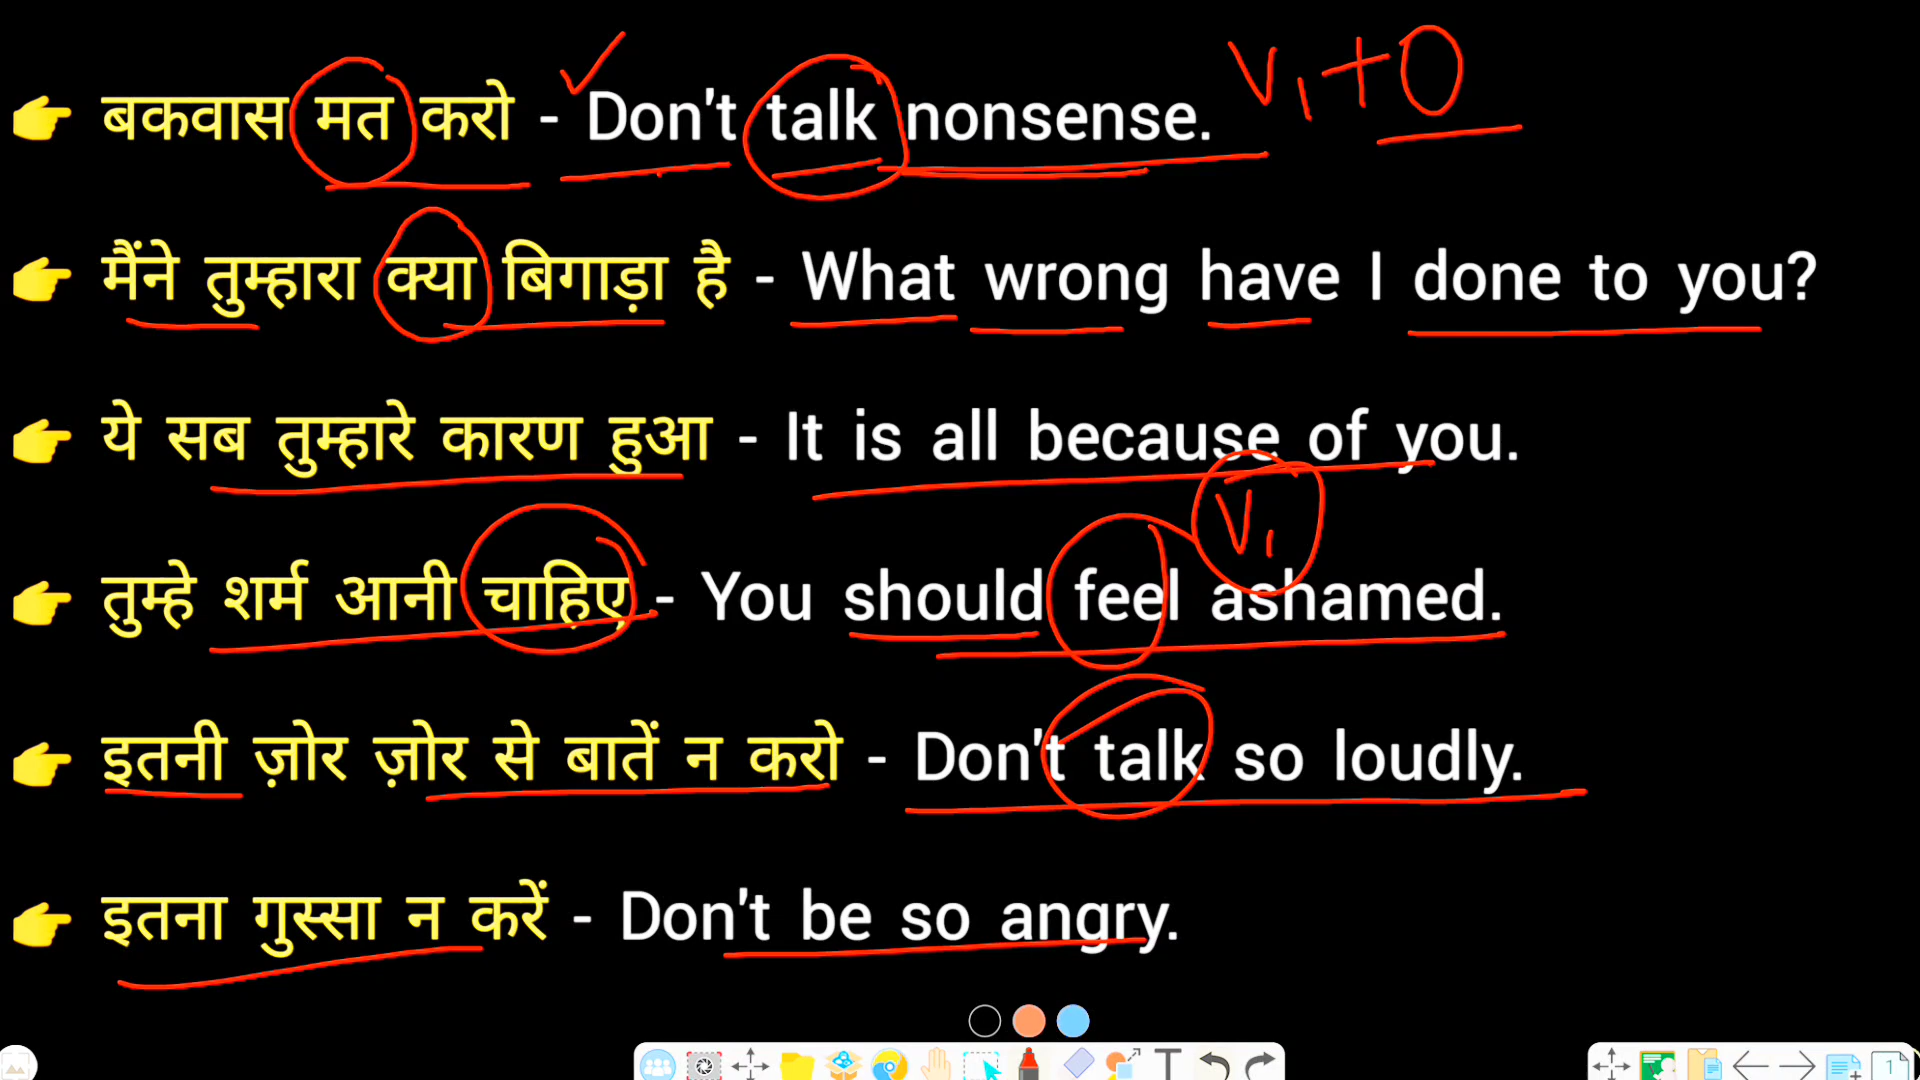 बकवास मत करो - Don't talk nonsense. V1+O
मैंने तुम्हारा क्या बिगाड़ा है - What wrong have I done to you?
ये सब तुम्हारे कारण हुआ - It is all because of you.
V1
तुम्हे शर्म आनी चाहिए - You should feel ashamed.
इतनी ज़ोर ज़ोर से बातें न करो - Don't talk so loudly.
इतना गुस्सा न करें - Don't be so angry.
T
1